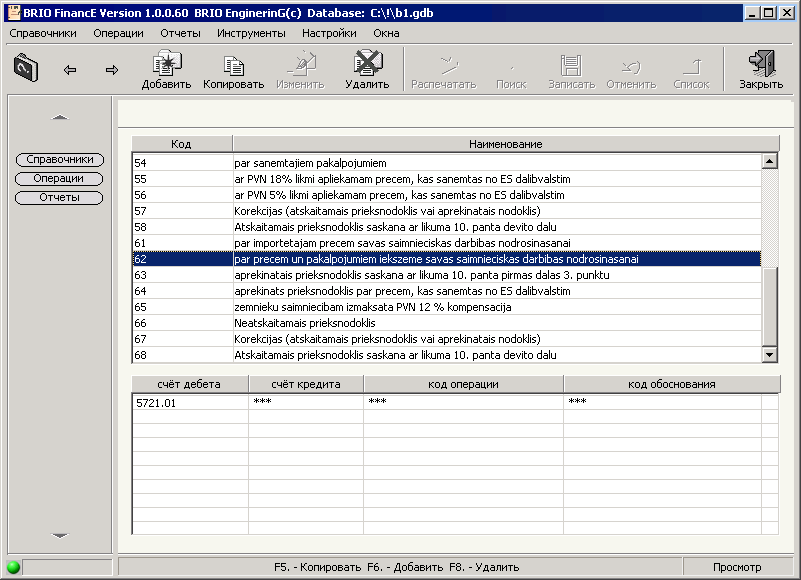 BRIO FinancE Version 1.0.0.60 BRIO EnginerinG(c) Database: C:\!\b1.gdb
Справочники Операции Отчеты Инструменты Настройки Окна
Добавить Копировать Изменить Удалить Распечатать Поиск Записать Отменить Список Закрыть
Справочники
Операции
Отчеты
Код Наименование
54 par sanemtajiem pakalpojumiem
55 ar PVN 18% likmi apliekamam precem, kas sanemtas no ES dalibvalstim
56 ar PVN 5% likmi apliekamam precem, kas sanemtas no ES dalibvalstim
57 Korekcijas (atskaitamais prieksnodoklis vai aprekinatais nodoklis)
58 Atskaitamais prieksnodoklis saskana ar likuma 10. panta devito dalu
61 par importetajam precem savas saimnieciskas darbibas nodrosinasanai
62 par precem un pakalpojumiem iekszeme savas saimnieciskas darbibas nodrosinasanai
63 aprekinatais prieksnodoklis saskana ar likuma 10. panta pirmas dalas 3. punktu
64 aprekinats prieksnodoklis par precem, kas sanemtas no ES dalibvalstim
65 zemnieku saimniecibam izmaksata PVN 12 % kompensacija
66 Neatskaitamais prieksnodoklis
67 Korekcijas (atskaitamais prieksnodoklis vai aprekinatais nodoklis)
68 Atskaitamais prieksnodoklis saskana ar likuma 10. panta devito dalu
счёт дебета счёт кредита код операции код обоснования
5721.01 *** *** ***
F5. - Копировать F6. - Добавить F8. - Удалить Просмотр